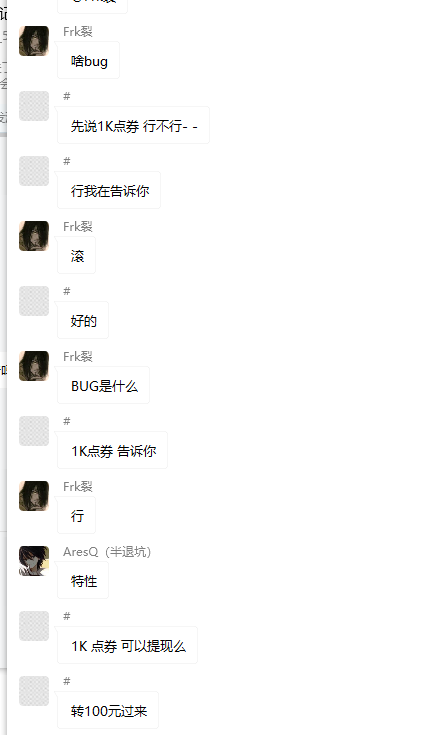 Frk裂
啥bug
#
先说1K点券 行不行- -
#
行我在告诉你
Frk裂
滚
#
好的
Frk裂
BUG是什么
#
1K点券 告诉你
Frk裂
行
AresQ（半退坑）
特性
#
1K 点券 可以提现么
#
转100元过来